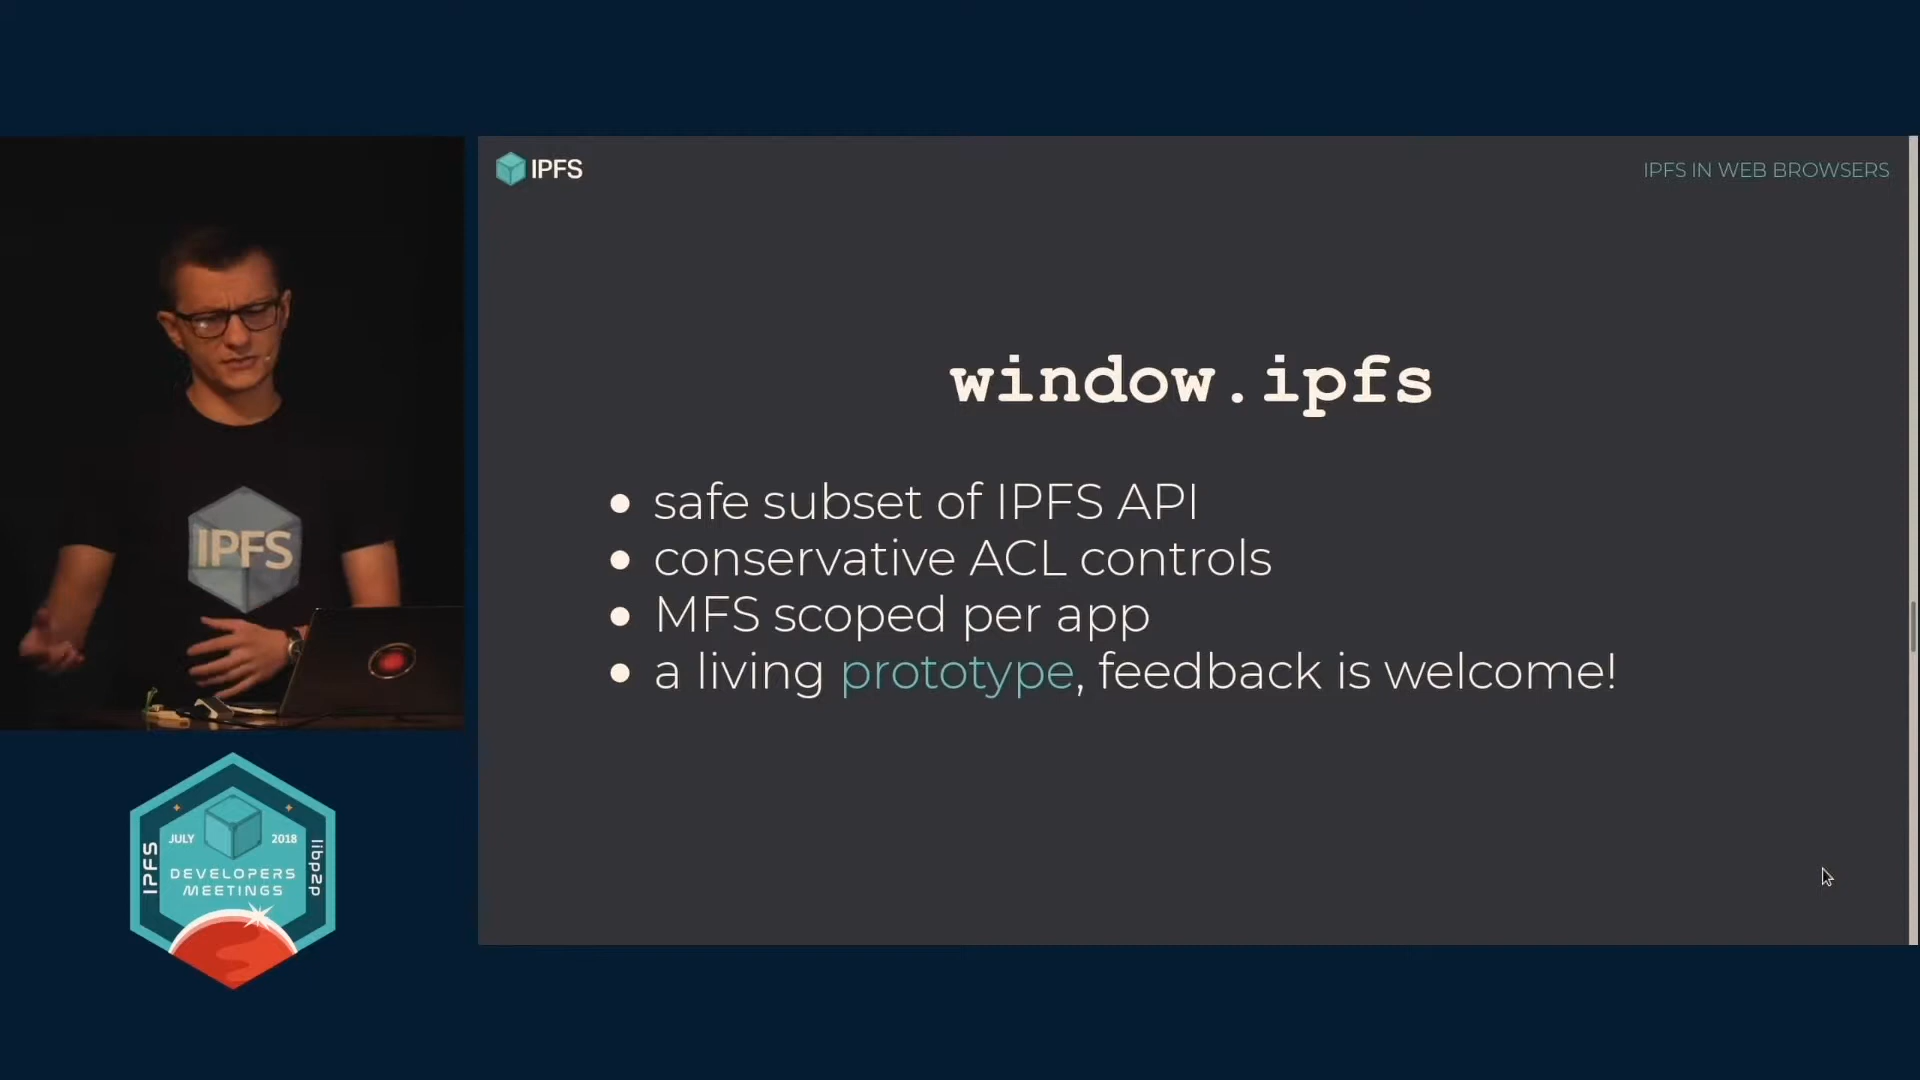 IPFS
IPFS IN WEB BROWSERS
window.ipfs
safe subset of IPFS API
conservative ACL controls
MFS scoped per app
a living prototype, feedback is welcome!
IPFS
JULY 2018
IPFS
DEVELOPERS
MEETINGS
libp2p